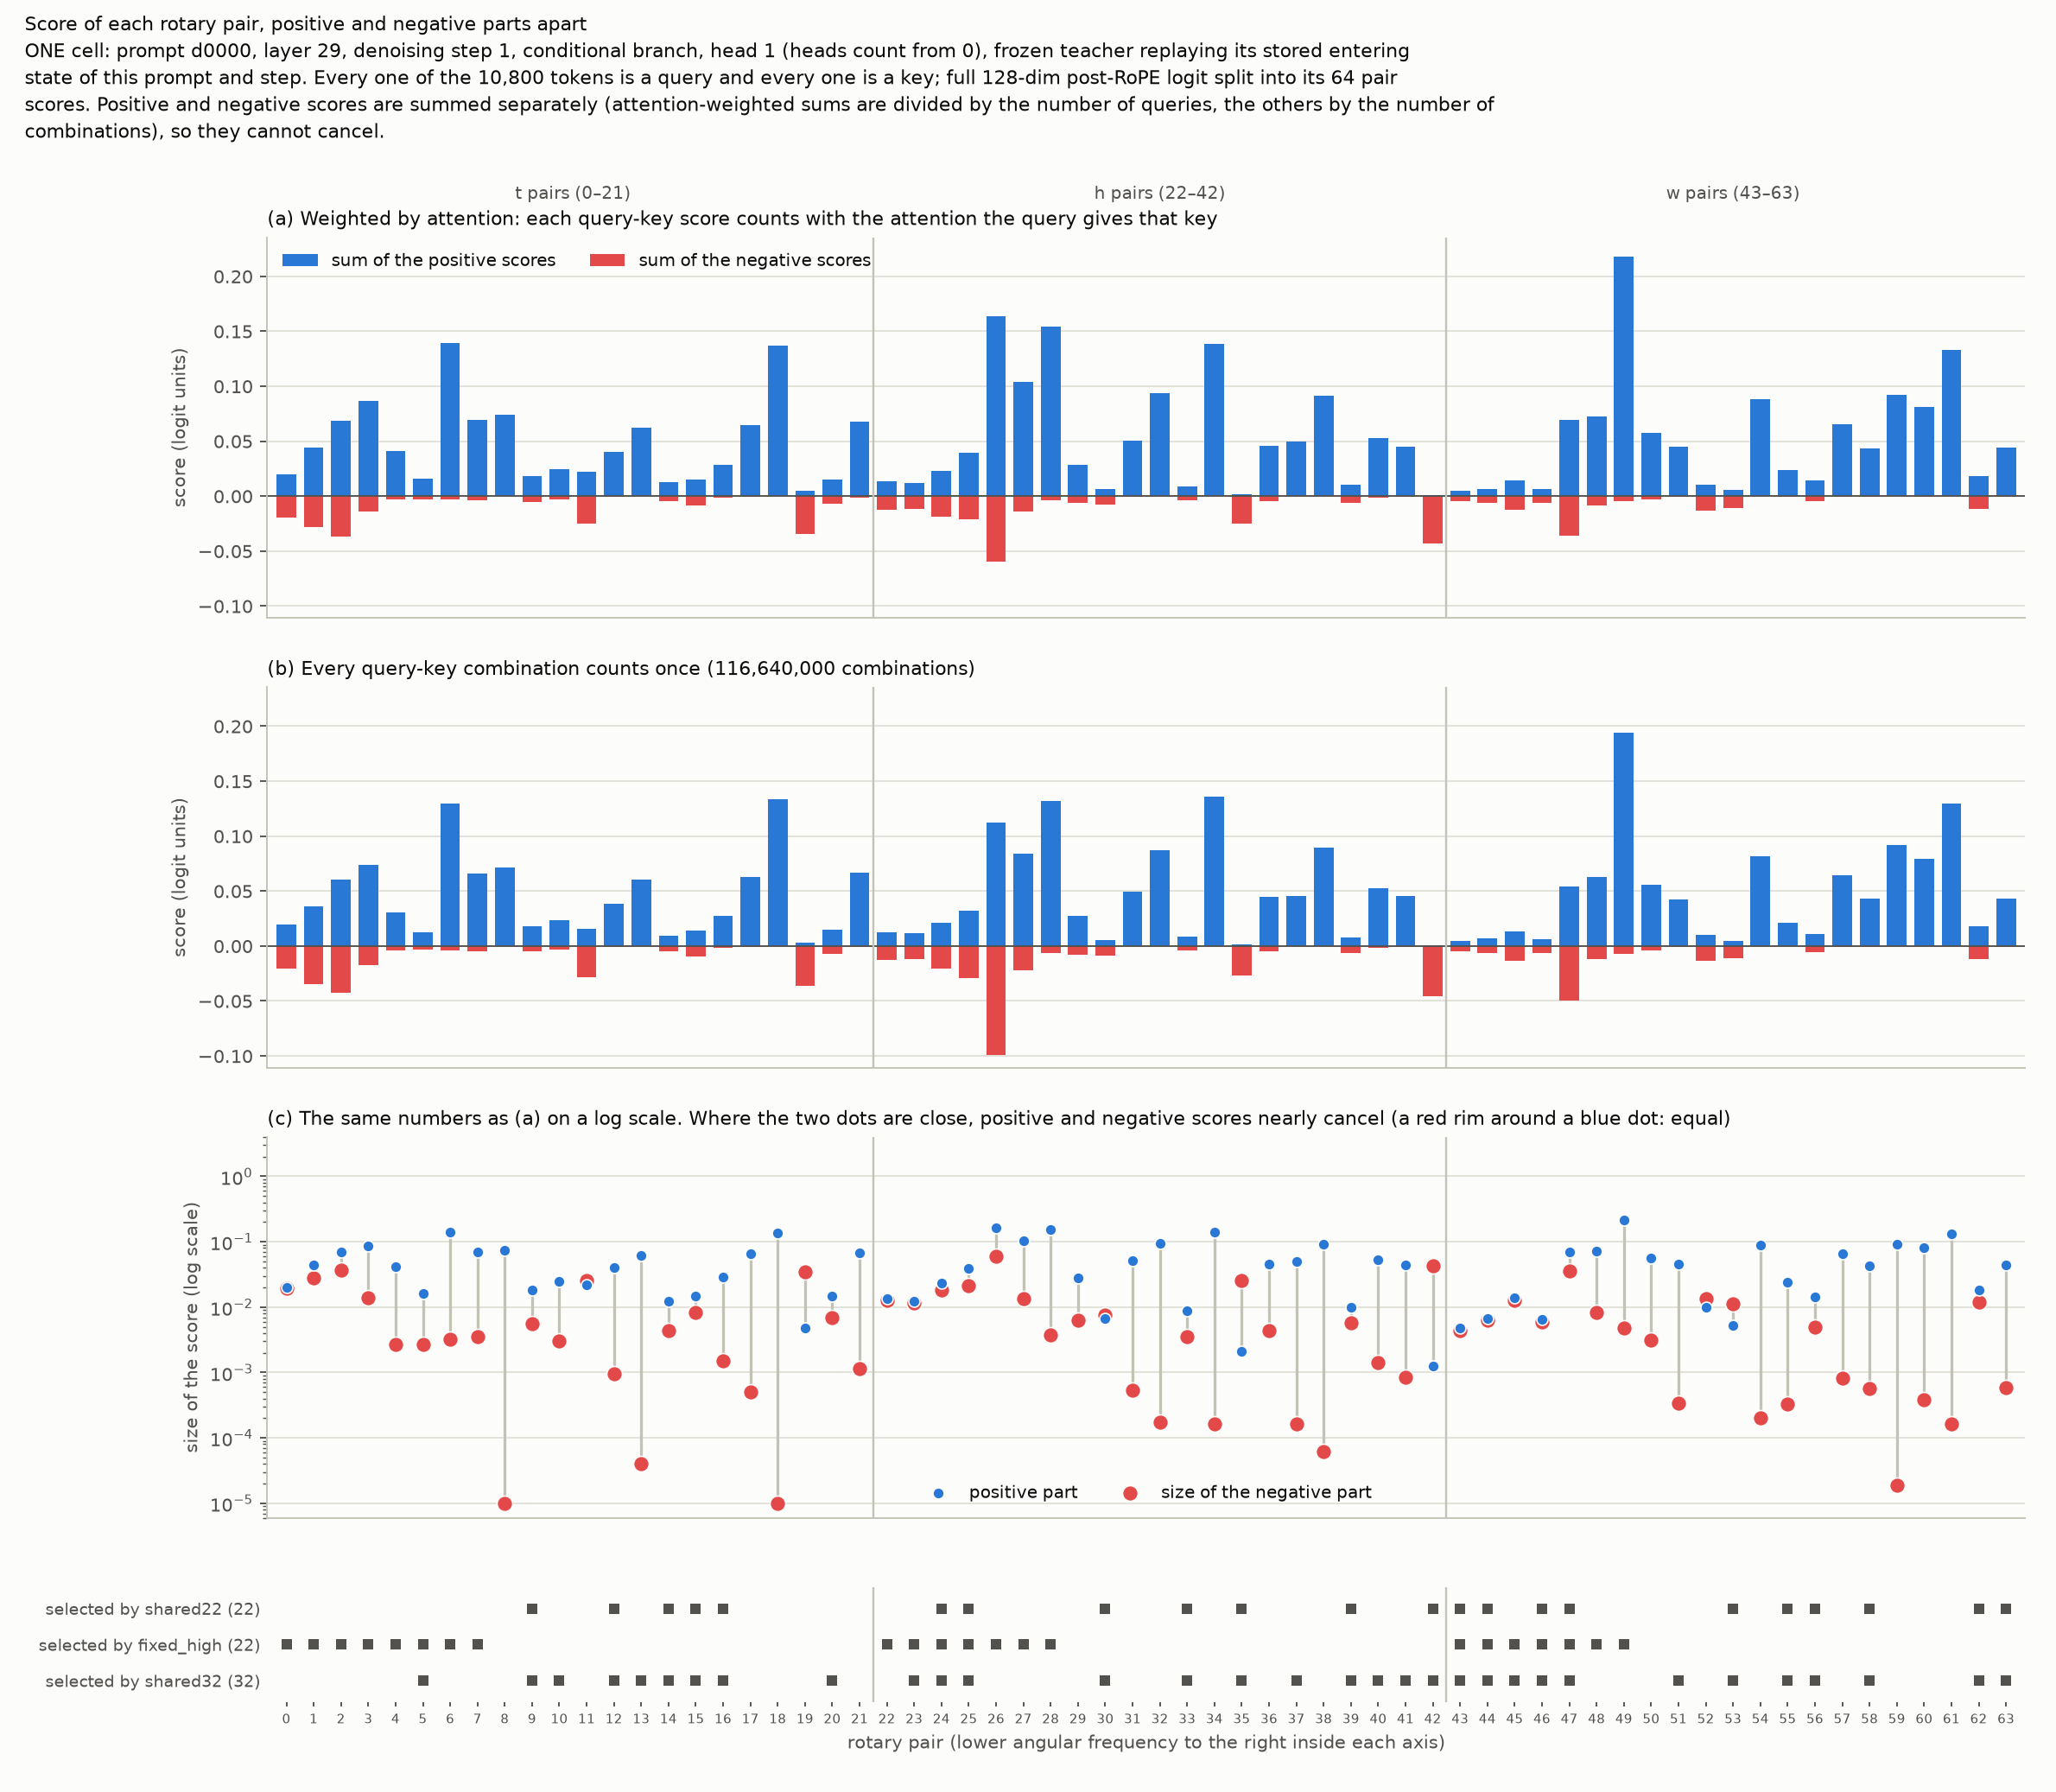 Score of each rotary pair, positive and negative parts apart
ONE cell: prompt d0000, layer 29, denoising step 1, conditional branch, head 1 (heads count from 0), frozen teacher replaying its stored entering
state of this prompt and step. Every one of the 10,800 tokens is a query and every one is a key; full 128-dim post-RoPE logit split into its 64 pair
scores. Positive and negative scores are summed separately (attention-weighted sums are divided by the number of queries, the others by the number of
combinations), so they cannot cancel.
t pairs (0–21) h pairs (22–42) w pairs (43–63)
(a) Weighted by attention: each query-key score counts with the attention the query gives that key
sum of the positive scores sum of the negative scores
score (logit units)
0.20
0.15
0.10
0.05
0.00
−0.05
−0.10
(b) Every query-key combination counts once (116,640,000 combinations)
score (logit units)
0.20
0.15
0.10
0.05
0.00
−0.05
−0.10
(c) The same numbers as (a) on a log scale. Where the two dots are close, positive and negative scores nearly cancel (a red rim around a blue dot: equal)
size of the score (log scale)
10⁰
10⁻¹
10⁻²
10⁻³
10⁻⁴
10⁻⁵
positive part size of the negative part
selected by shared22 (22)
selected by fixed_high (22)
selected by shared32 (32)
0 1 2 3 4 5 6 7 8 9 10 11 12 13 14 15 16 17 18 19 20 21 22 23 24 25 26 27 28 29 30 31 32 33 34 35 36 37 38 39 40 41 42 43 44 45 46 47 48 49 50 51 52 53 54 55 56 57 58 59 60 61 62 63
rotary pair (lower angular frequency to the right inside each axis)